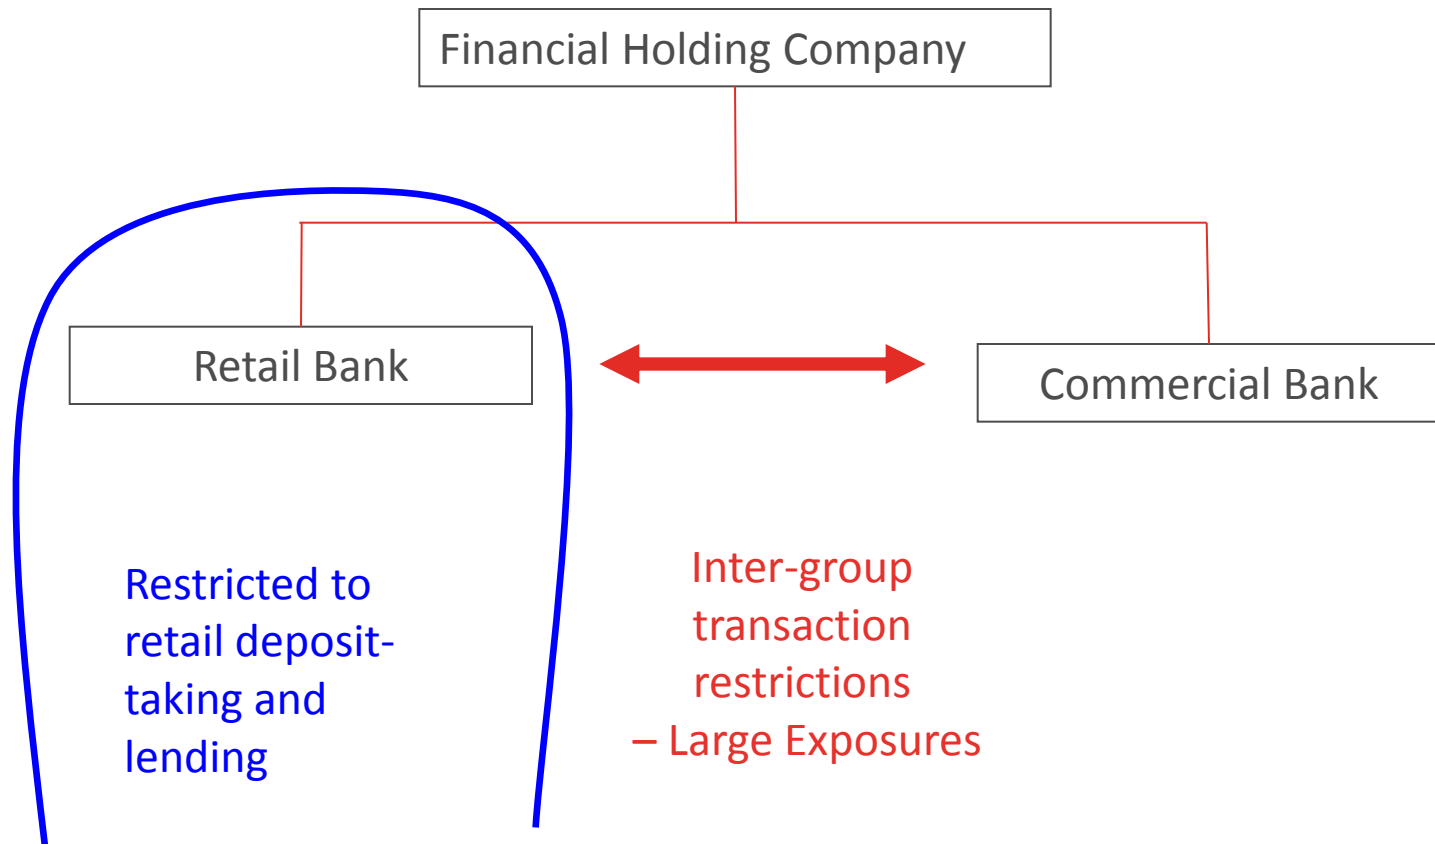 Financial Holding Company
Retail Bank
Commercial Bank
Restricted to
retail deposit-
taking and
lending
Inter-group
transaction
restrictions
– Large Exposures